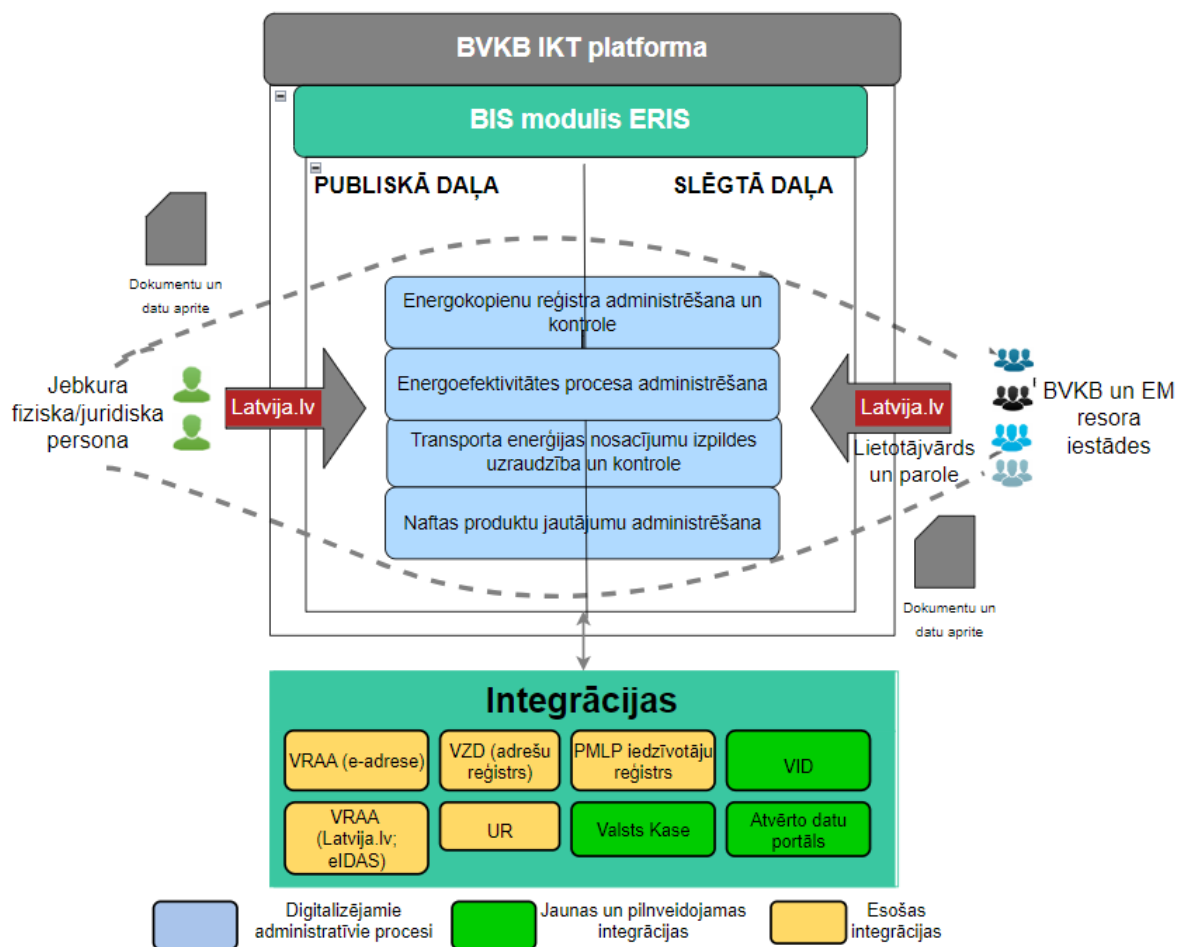 BVKB IKT platforma
BIS modulis ERIS
PUBLISKĀ DAĻA
SLĒGTĀ DAĻA
Dokumentu un
datu aprite
Energokopienu reģistra administrēšana un
kontrole
Energoefektivitātes procesa administrēšana
Transporta enerģijas nosacījumu izpildes
uzraudzība un kontrole
Naftas produktu jautājumu administrēšana
Jebkura
fiziska/juridiska
persona
Latvija.lv
Latvija.lv
Lietotājvārds
un parole
BVKB un EM
resora
iestādes
Dokumentu un
datu aprite
Integrācijas
VRAA (e-adrese)
VZD (adrešu
reģistrs)
PMLP iedzīvotāju
reģistrs
VID
VRAA
(Latvija.lv;
eIDAS)
UR
Valsts Kase
Atvērto datu
portāls
Digitalizējamie
administratīvie procesi
Jaunas un pilnveidojamas
integrācijas
Esošas
integrācijas